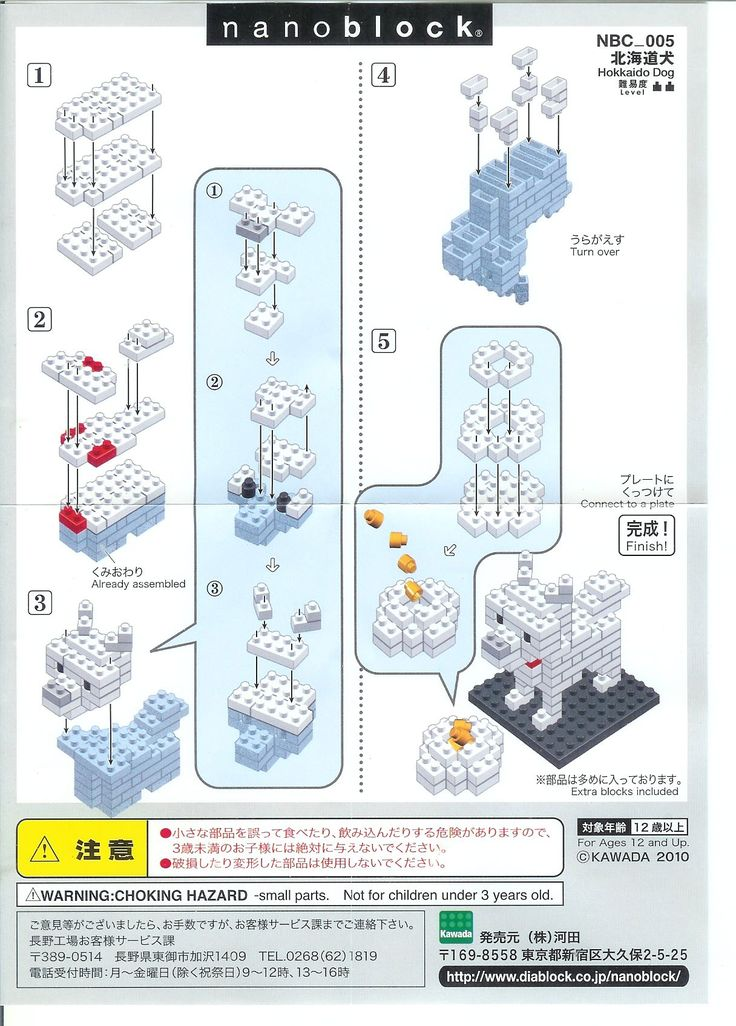 nanoblock®
NBC_005
北海道犬
Hokkaido Dog
難易度
Level
1
①
②
③
2
くみおわり
Already assembled
3
4
うらがえす
Turn over
5
プレートに
くっつけて
Connect to a plate
完成！
Finish!
※部品は多めに入っております。
Extra blocks included
注意
●小さな部品を誤って食べたり、飲み込んだりする危険がありますので、
3歳未満のお子様には絶対に与えないでください。
●破損したり変形した部品は使用しないでください。
対象年齢 12歳以上
For Ages 12 and Up.
©KAWADA 2010
WARNING:CHOKING HAZARD -small parts. Not for children under 3 years old.
ご意見等がございましたら、お手数ですが、お客様サービス課までご連絡下さい。
長野工場お客様サービス課
〒389-0514 長野県東御市加沢1409 TEL.0268(62)1819
電話受付時間:月〜金曜日(除く祝祭日)9〜12時、13〜16時
Kawada
発売元 (株)河田
〒169-8558 東京都新宿区大久保2-5-25
http://www.diablock.co.jp/nanoblock/